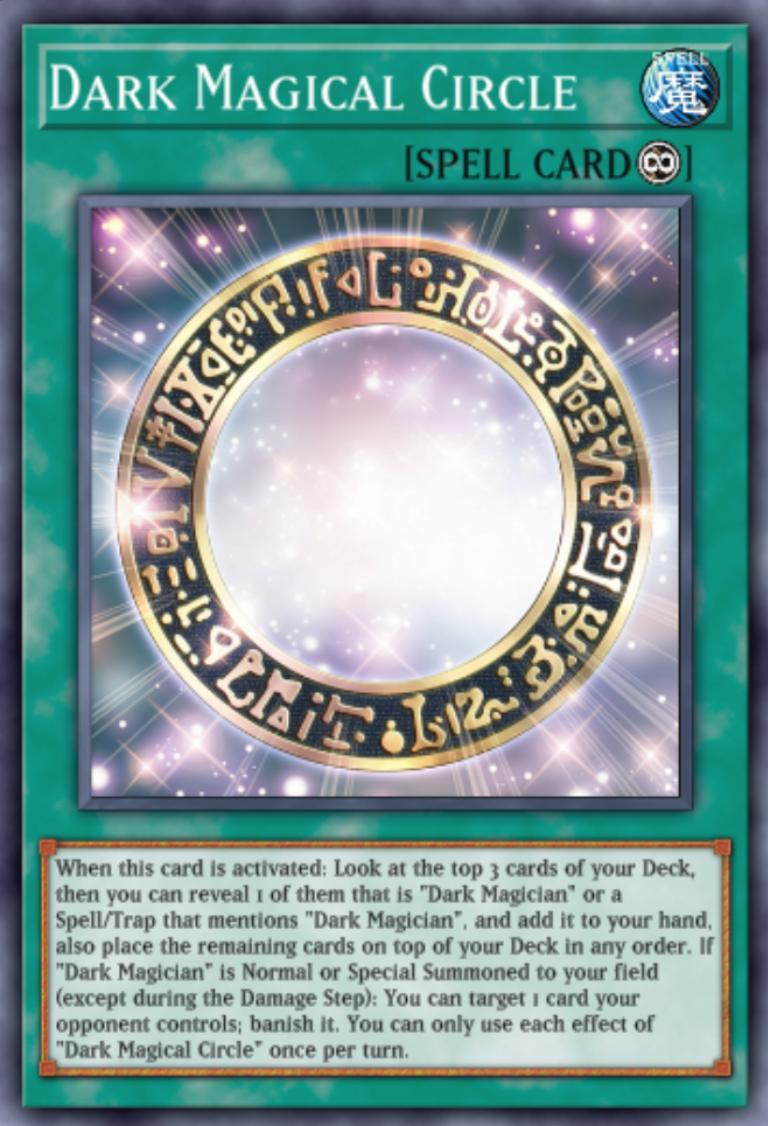 DARK MAGICAL CIRCLE
SPELL
魔
[SPELL CARD]
When this card is activated: Look at the top 3 cards of your Deck,
then you can reveal 1 of them that is "Dark Magician" or a
Spell/Trap that mentions "Dark Magician", and add it to your hand,
also place the remaining cards on top of your Deck in any order. If
"Dark Magician" is Normal or Special Summoned to your field
(except during the Damage Step): You can target 1 card your
opponent controls; banish it. You can only use each effect of
"Dark Magical Circle" once per turn.